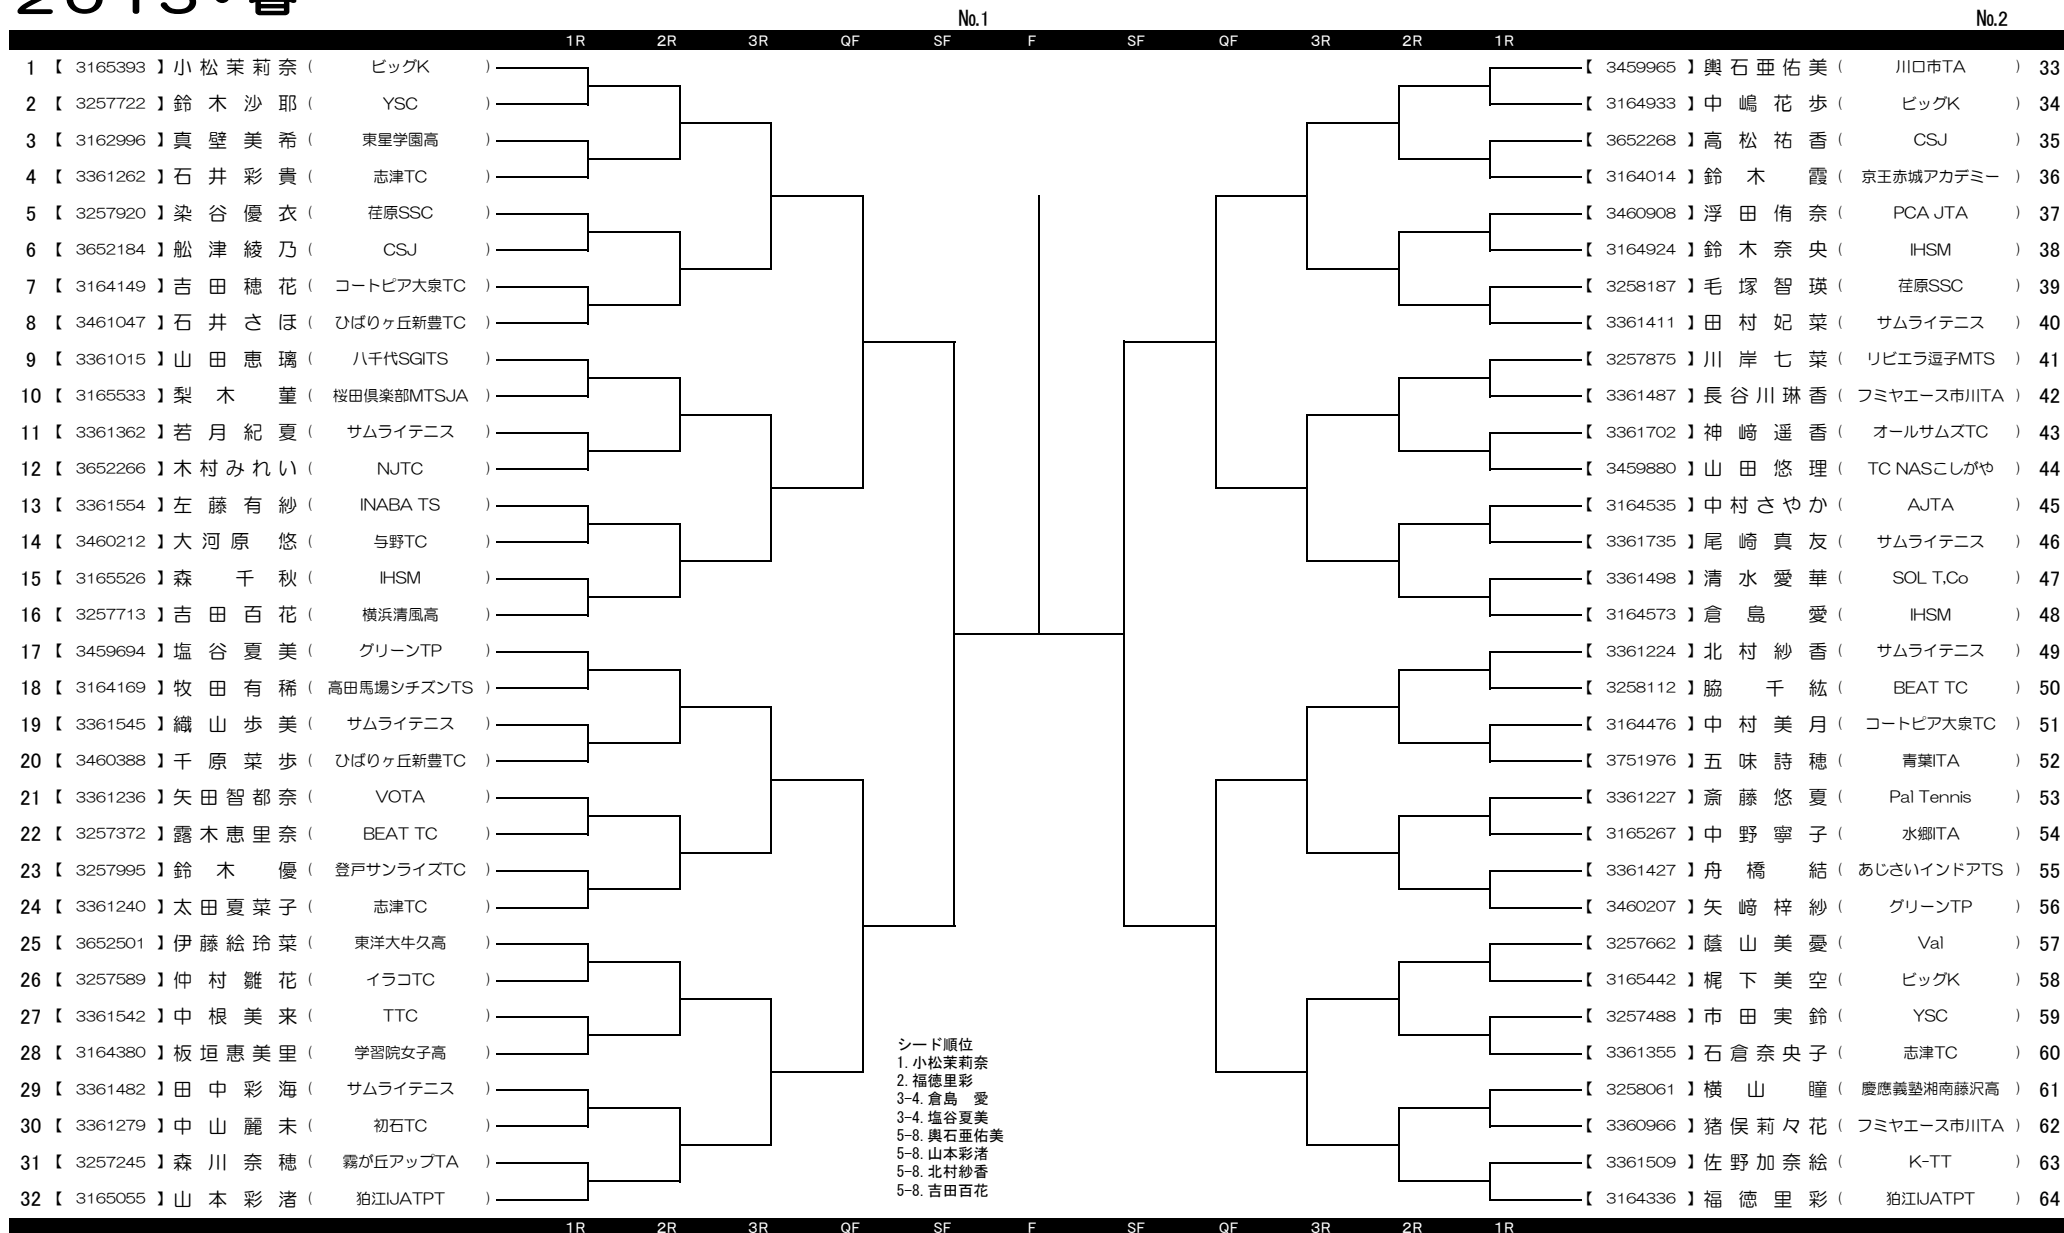 2013・春
No.1 No.2
1R 2R 3R QF SF F SF QF 3R 2R 1R
1 【 3165393 】 小松茉莉奈 ( ビッグK )
2 【 3257722 】 鈴木沙耶 ( YSC )
3 【 3162996 】 真壁美希 ( 東星学園高 )
4 【 3361262 】 石井彩貴 ( 志津TC )
5 【 3257920 】 染谷優衣 ( 荏原SSC )
6 【 3652184 】 舩津綾乃 ( CSJ )
7 【 3164149 】 吉田穂花 ( コートピア大泉TC )
8 【 3461047 】 石井さほ ( ひばりヶ丘新豊TC )
9 【 3361015 】 山田恵璃 ( 八千代SGITS )
10 【 3165533 】 梨木菫 ( 桜田倶楽部MTSJA )
11 【 3361362 】 若月紀夏 ( サムライテニス )
12 【 3652266 】 木村みれい ( NJTC )
13 【 3361554 】 左藤有紗 ( INABA TS )
14 【 3460212 】 大河原悠 ( 与野TC )
15 【 3165526 】 森千秋 ( IHSM )
16 【 3257713 】 吉田百花 ( 横浜清風高 )
17 【 3459694 】 塩谷夏美 ( グリーンTP )
18 【 3164169 】 牧田有稀 ( 高田馬場シチズンTS )
19 【 3361545 】 織山歩美 ( サムライテニス )
20 【 3460388 】 千原菜歩 ( ひばりヶ丘新豊TC )
21 【 3361236 】 矢田智都奈 ( VOTA )
22 【 3257372 】 露木恵里奈 ( BEAT TC )
23 【 3257995 】 鈴木優 ( 登戸サンライズTC )
24 【 3361240 】 太田夏菜子 ( 志津TC )
25 【 3652501 】 伊藤絵玲菜 ( 東洋大牛久高 )
26 【 3257589 】 仲村雛花 ( イラコTC )
27 【 3361542 】 中根美来 ( TTC )
28 【 3164380 】 板垣惠美里 ( 学習院女子高 )
29 【 3361482 】 田中彩海 ( サムライテニス )
30 【 3361279 】 中山麗未 ( 初石TC )
31 【 3257245 】 森川奈穂 ( 霧が丘アップTA )
32 【 3165055 】 山本彩渚 ( 狛江IJATPT )
シード順位
1. 小松茉莉奈
2. 福徳里彩
3-4. 倉島　愛
3-4. 塩谷夏美
5-8. 輿石亜佑美
5-8. 山本彩渚
5-8. 北村紗香
5-8. 吉田百花
【 3459965 】 輿石亜佑美 ( 川口市TA ) 33
【 3164933 】 中嶋花歩 ( ビッグK ) 34
【 3652268 】 高松祐香 ( CSJ ) 35
【 3164014 】 鈴木霞 ( 京王赤城アカデミー ) 36
【 3460908 】 浮田侑奈 ( PCA JTA ) 37
【 3164924 】 鈴木奈央 ( IHSM ) 38
【 3258187 】 毛塚智瑛 ( 荏原SSC ) 39
【 3361411 】 田村妃菜 ( サムライテニス ) 40
【 3257875 】 川岸七菜 ( リビエラ逗子MTS ) 41
【 3361487 】 長谷川琳香 ( フミヤエース市川TA ) 42
【 3361702 】 神﨑遥香 ( オールサムズTC ) 43
【 3459880 】 山田悠理 ( TC NASこしがや ) 44
【 3164535 】 中村さやか ( AJTA ) 45
【 3361735 】 尾崎真友 ( サムライテニス ) 46
【 3361498 】 清水愛華 ( SOL T,Co ) 47
【 3164573 】 倉島愛 ( IHSM ) 48
【 3361224 】 北村紗香 ( サムライテニス ) 49
【 3258112 】 脇千紘 ( BEAT TC ) 50
【 3164476 】 中村美月 ( コートピア大泉TC ) 51
【 3751976 】 五味詩穂 ( 青葉ITA ) 52
【 3361227 】 斎藤悠夏 ( Pal Tennis ) 53
【 3165267 】 中野寧子 ( 水郷ITA ) 54
【 3361427 】 舟橋結 ( あじさいインドアTS ) 55
【 3460207 】 矢﨑梓紗 ( グリーンTP ) 56
【 3257662 】 蔭山美憂 ( Val ) 57
【 3165442 】 梶下美空 ( ビッグK ) 58
【 3257488 】 市田実鈴 ( YSC ) 59
【 3361355 】 石倉奈央子 ( 志津TC ) 60
【 3258061 】 横山瞳 ( 慶應義塾湘南藤沢高 ) 61
【 3360966 】 猪俣莉々花 ( フミヤエース市川TA ) 62
【 3361509 】 佐野加奈絵 ( K-TT ) 63
【 3164336 】 福徳里彩 ( 狛江IJATPT ) 64
1R 2R 3R QF SF F SF QF 3R 2R 1R